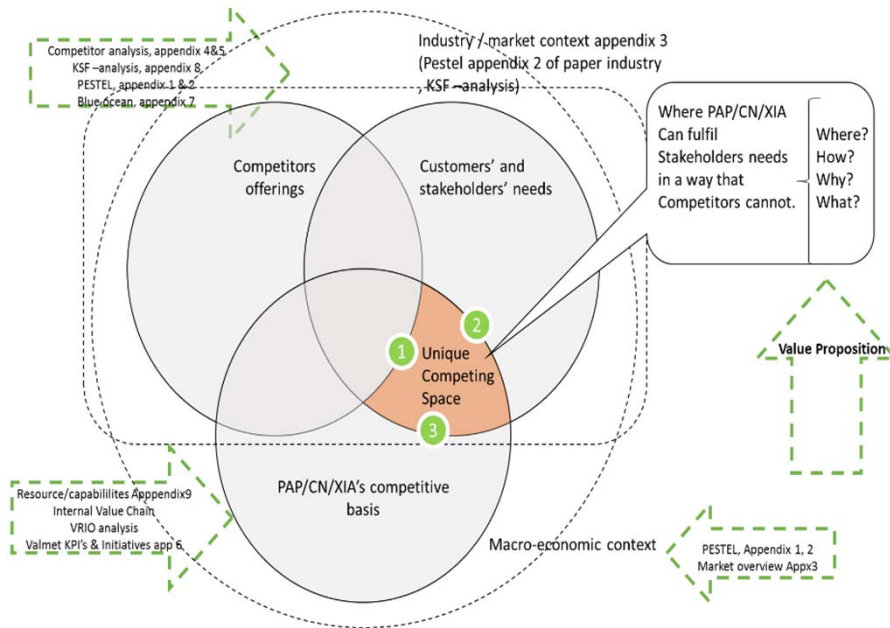 Competitor analysis, appendix 4&5
KSF –analysis, appendix 8
PESTEL, appendix 1 & 2
Blue ocean, appendix 7
Industry / market context appendix 3
(Pestel appendix 2 of paper industry
, KSF –analysis)
Competitors
offerings
Customers' and
stakeholders' needs
Where PAP/CN/XIA
Can fulfil
Stakeholders needs
in a way that
Competitors cannot.
Where?
How?
Why?
What?
1
2
Unique
Competing
Space
3
Value Proposition
PAP/CN/XIA's competitive
basis
Resource/capabililites Apppendix9
Internal Value Chain
VRIO analysis
Valmet KPI's & Initiatives app 6
Macro-economic context
PESTEL, Appendix 1, 2
Market overview Appx3